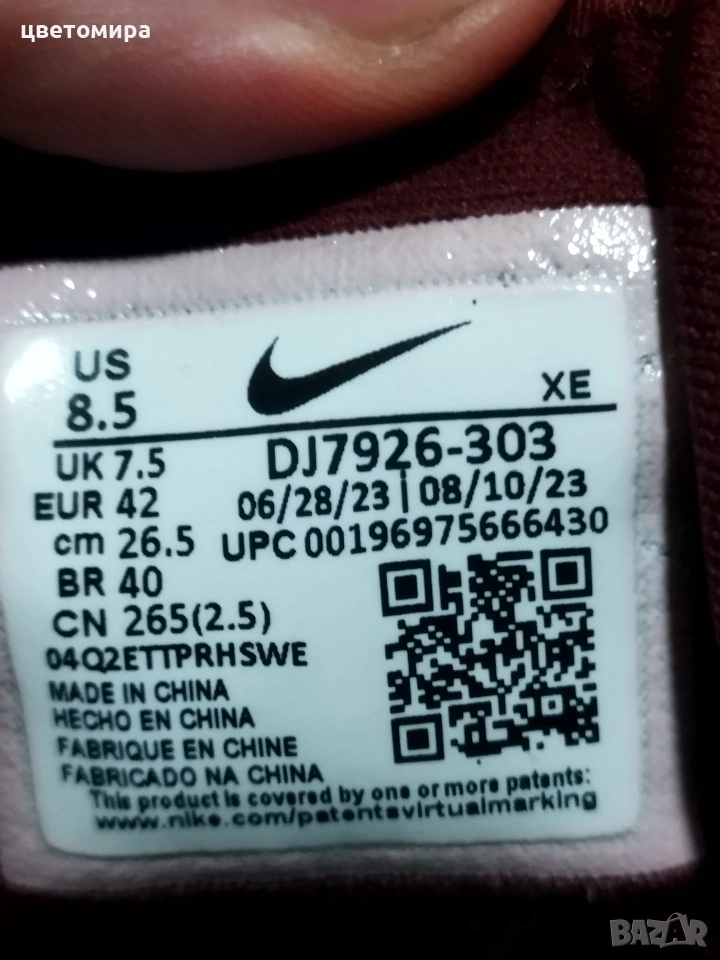 цветомира
US
8.5
XE
UK 7.5
DJ7926-303
EUR 42
06/28/23 | 08/10/23
cm 26.5
UPC 00196975666430
BR 40
CN 265(2.5)
04Q2ETTPRHSWE
MADE IN CHINA
HECHO EN CHINA
FABRIQUE EN CHINE
FABRICADO NA CHINA
This product is covered by one or more patents:
www.nike.com/patentsvirtualmarking
BAZAR